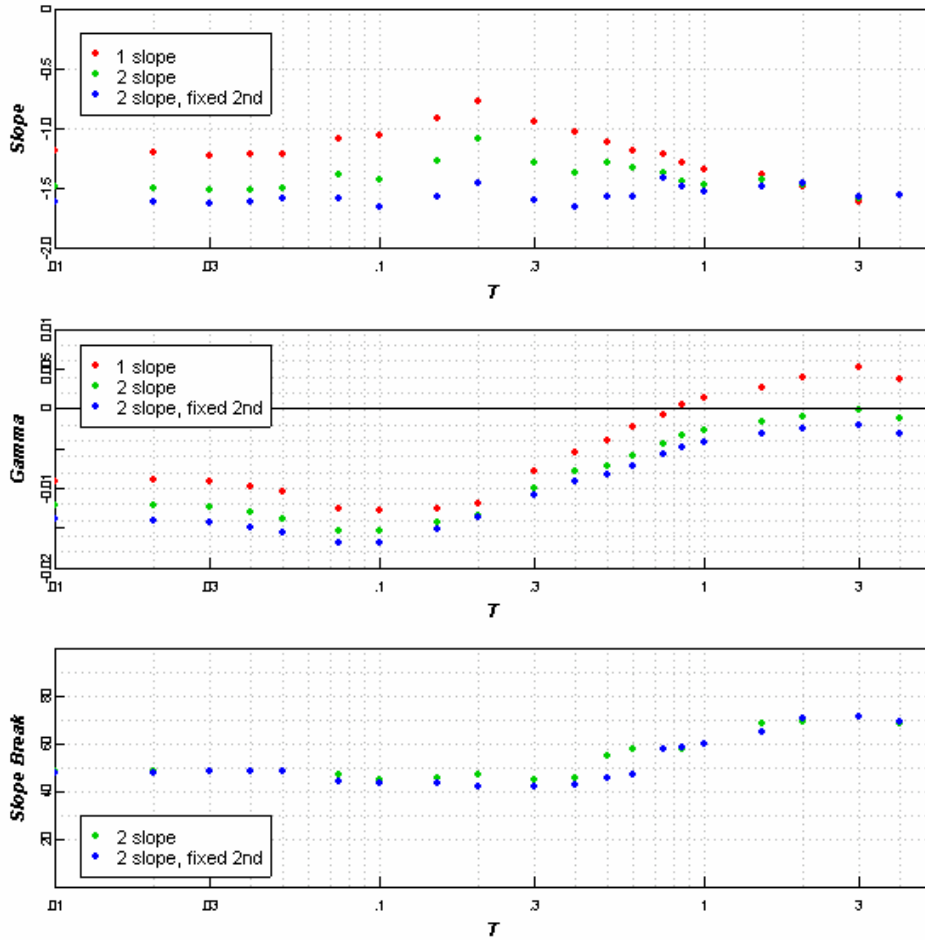 0
-0.5
-1.0
-1.5
-2.0
Slope
1 slope
2 slope
2 slope, fixed 2nd
.01
.03
.1
.3
1
3
T
0.01
0.005
0
-0.01
-0.02
Gamma
1 slope
2 slope
2 slope, fixed 2nd
.01
.03
.1
.3
1
3
T
80
60
40
20
Slope Break
2 slope
2 slope, fixed 2nd
.01
.03
.1
.3
1
3
T